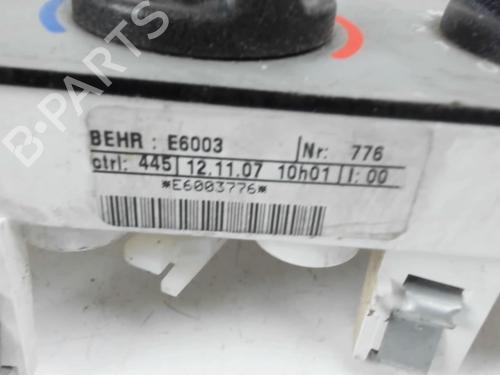 BEHR : E6003 Nr: 776
ctrl: 445 12.11.07 10h01 I: 00
*E6003776*
B-PARTS